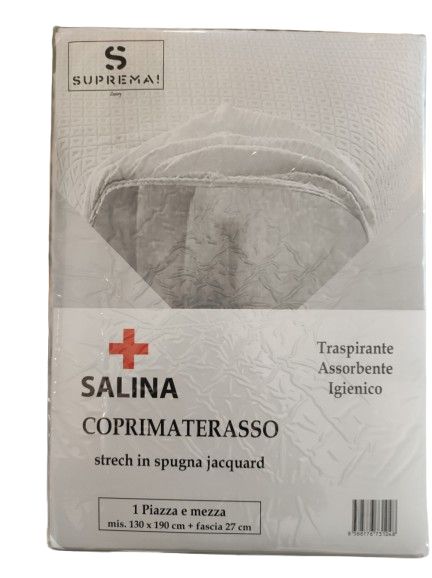 S
SUPREMA!
Traspirante
Assorbente
Igienico
SALINA
COPRIMATERASSO
strech in spugna jacquard
1 Piazza e mezza
mis. 130 x 190 cm + fascia 27 cm